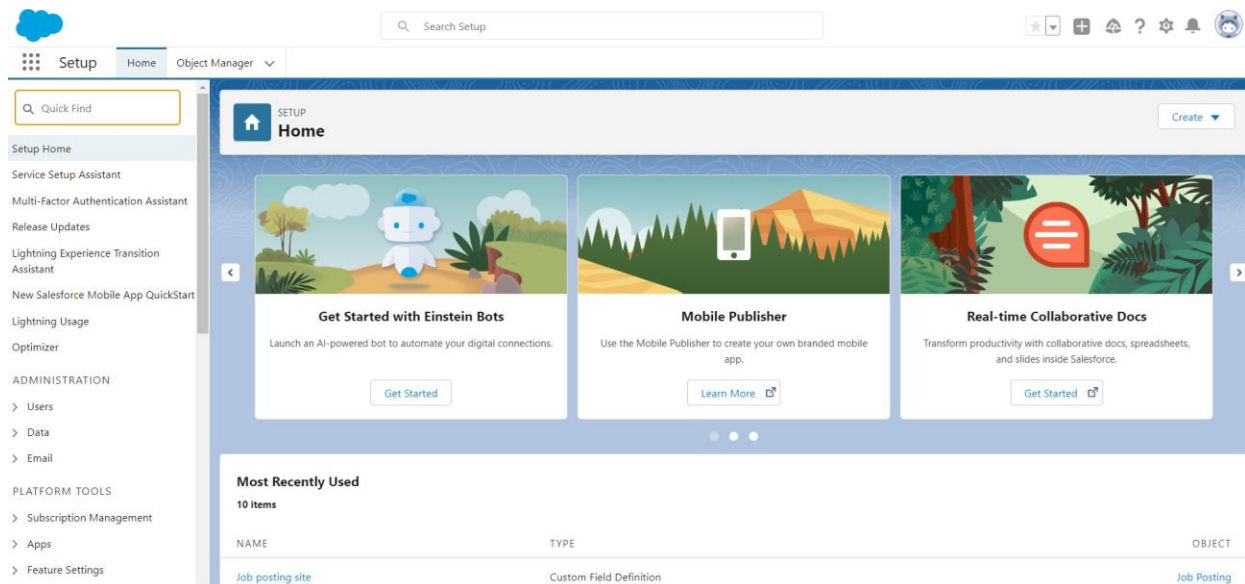 Search Setup
Setup
Home
Object Manager
Quick Find
Setup Home
Service Setup Assistant
Multi-Factor Authentication Assistant
Release Updates
Lightning Experience Transition
Assistant
New Salesforce Mobile App QuickStart
Lightning Usage
Optimizer
ADMINISTRATION
Users
Data
Email
PLATFORM TOOLS
Subscription Management
Apps
Feature Settings
SETUP
Home
Create
Get Started with Einstein Bots
Launch an AI-powered bot to automate your digital connections.
Get Started
Mobile Publisher
Use the Mobile Publisher to create your own branded mobile
app.
Learn More
Real-time Collaborative Docs
Transform productivity with collaborative docs, spreadsheets,
and slides inside Salesforce.
Get Started
Most Recently Used
10 items
NAME TYPE OBJECT
Job posting site Custom Field Definition Job Posting